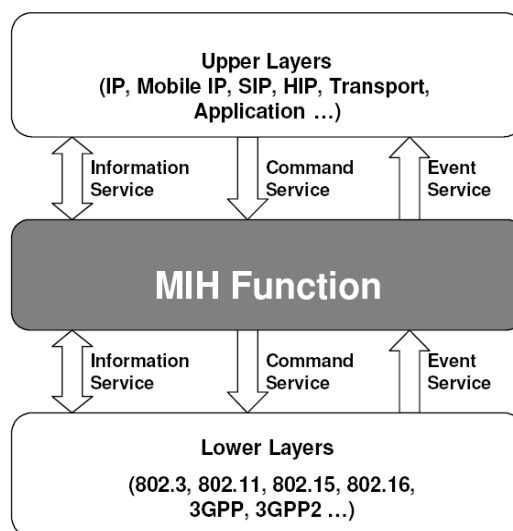 Upper Layers
(IP, Mobile IP, SIP, HIP, Transport,
Application ...)
Information
Service
Command
Service
Event
Service
MIH Function
Information
Service
Command
Service
Event
Service
Lower Layers
(802.3, 802.11, 802.15, 802.16,
3GPP, 3GPP2 ...)